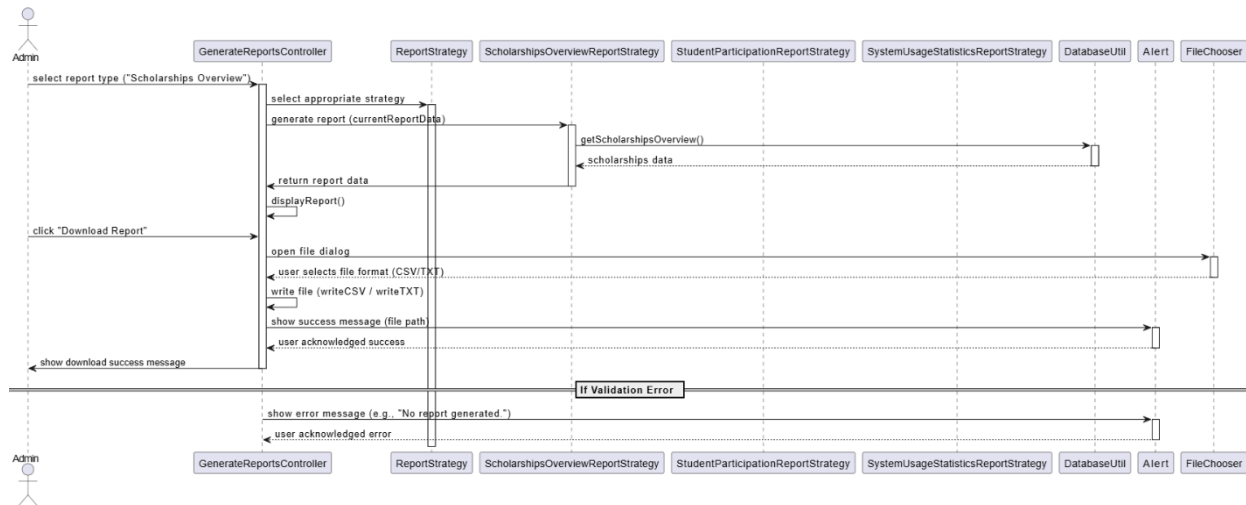 Admin
GenerateReportsController
ReportStrategy
ScholarshipsOverviewReportStrategy
StudentParticipationReportStrategy
SystemUsageStatisticsReportStrategy
DatabaseUtil
Alert
FileChooser
select report type ("Scholarships Overview")
select appropriate strategy
generate report (currentReportData)
getScholarshipsOverview()
scholarships data
return report data
displayReport()
click "Download Report"
open file dialog
user selects file format (CSV/TXT)
write file (writeCSV / writeTXT)
show success message (file path)
user acknowledged success
show download success message
If Validation Error
show error message (e.g., "No report generated.")
user acknowledged error
Admin
GenerateReportsController
ReportStrategy
ScholarshipsOverviewReportStrategy
StudentParticipationReportStrategy
SystemUsageStatisticsReportStrategy
DatabaseUtil
Alert
FileChooser